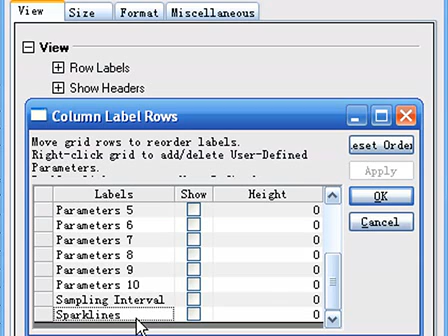 View Size Format Miscellaneous
View
Row Labels
Show Headers
Column Label Rows
Move grid rows to reorder labels.
Right-click grid to add/delete User-Defined
Parameters.
eset Order
Apply
OK
Cancel
Labels Show Height
Parameters 5 0
Parameters 6 0
Parameters 7 0
Parameters 8 0
Parameters 9 0
Parameters 10 0
Sampling Interval 0
Sparklines 0